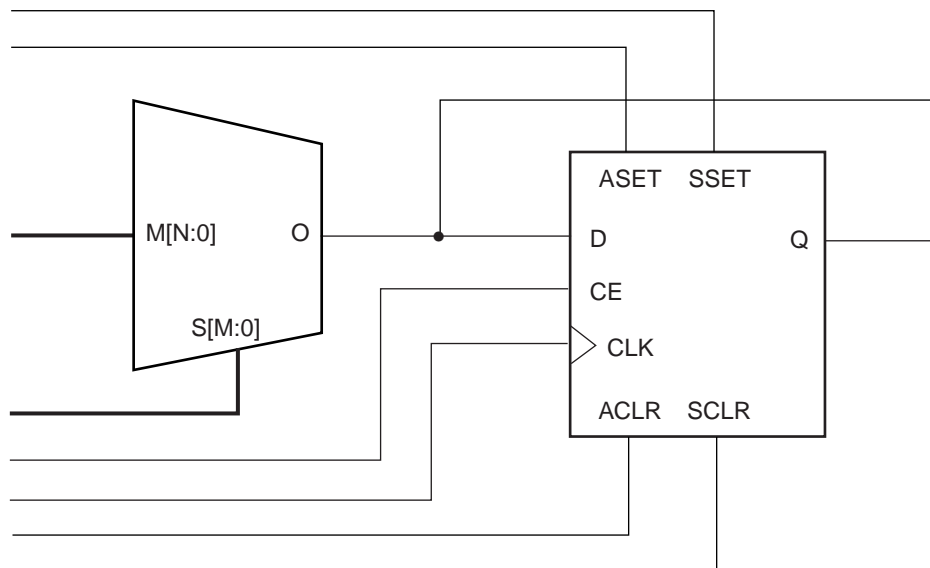 ASET SSET
M[N:0] O
D Q
CE
S[M:0]
CLK
ACLR SCLR